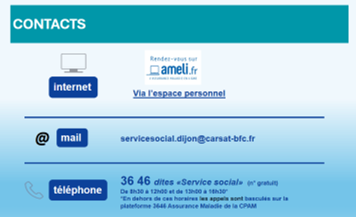 CONTACTS
Rendez-vous sur
ameli.fr
L'ASSURANCE MALADIE EN LIGNE
internet
Via l'espace personnel
@ mail
servicesocial.dijon@carsat-bfc.fr
téléphone
36 46 dites «Service social» (n° gratuit)
De 8h30 à 12h00 et de 13h00 à 16h30*
*En dehors de ces horaires les appels sont basculés sur la
plateforme 3646 Assurance Maladie de la CPAM